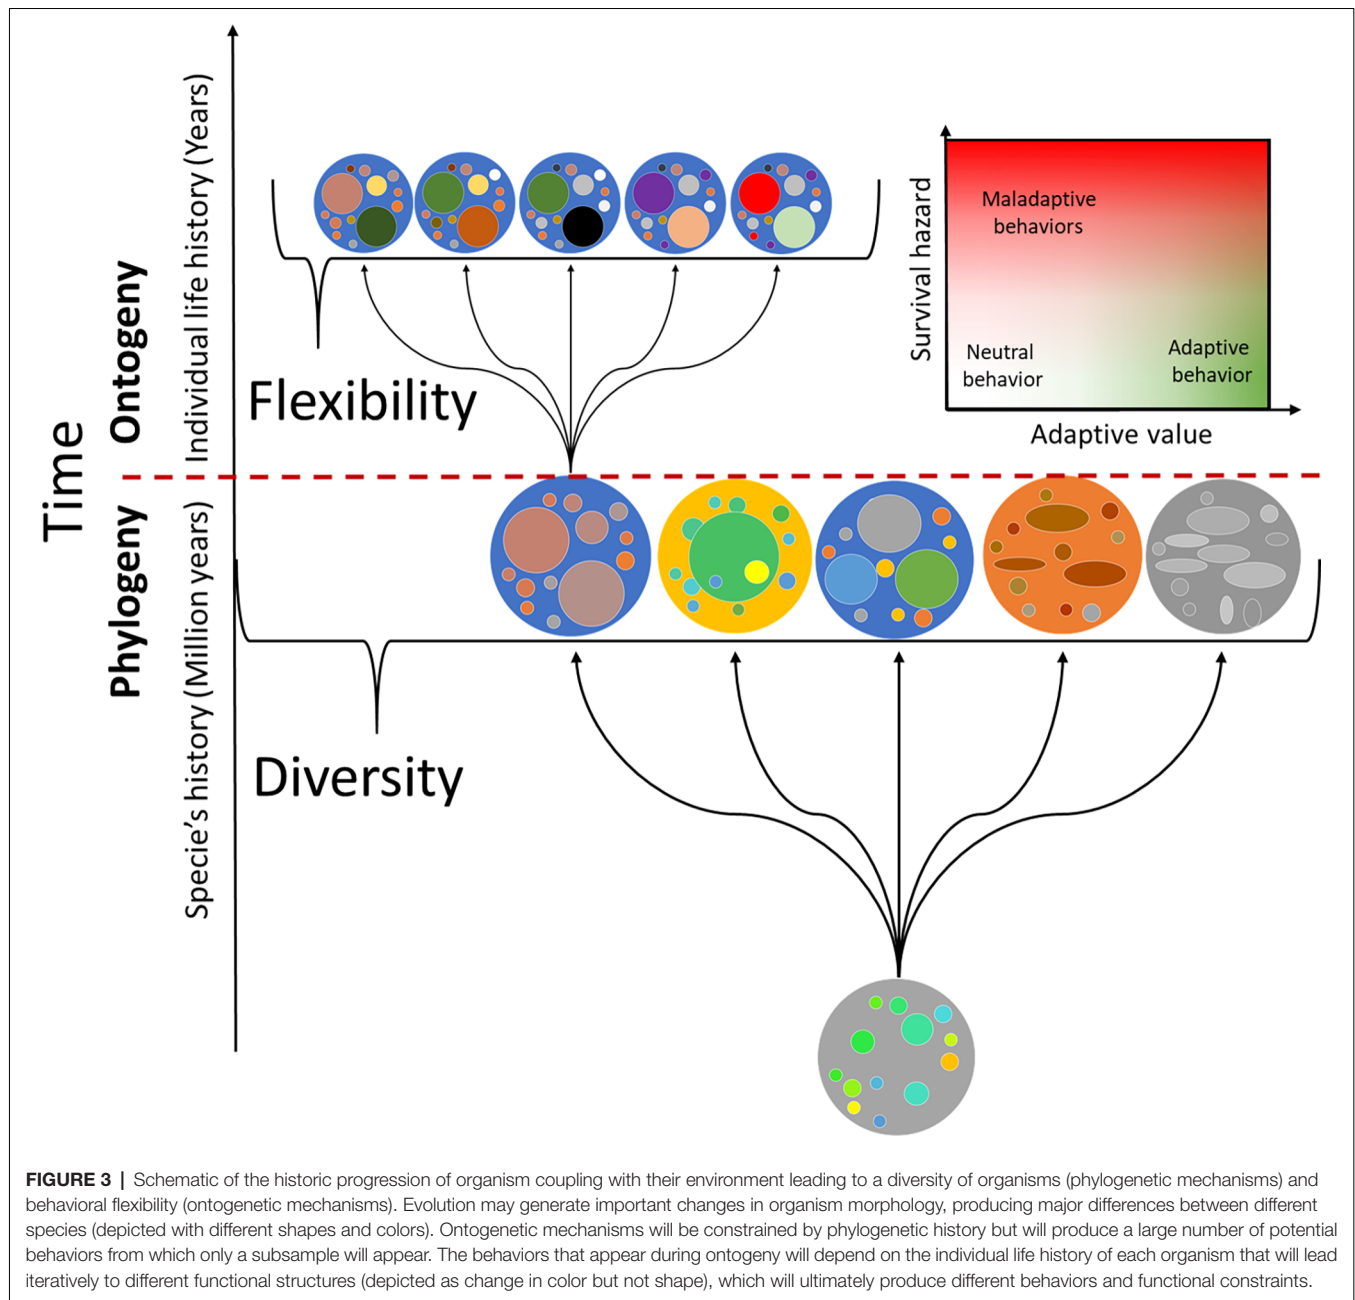 Time
Ontogeny
Individual life history (Years)
Flexibility
Survival hazard
Maladaptive
behaviors
Neutral
behavior
Adaptive
behavior
Adaptive value
Phylogeny
Specie's history (Million years)
Diversity
FIGURE 3 | Schematic of the historic progression of organism coupling with their environment leading to a diversity of organisms (phylogenetic mechanisms) and
behavioral flexibility (ontogenetic mechanisms). Evolution may generate important changes in organism morphology, producing major differences between different
species (depicted with different shapes and colors). Ontogenetic mechanisms will be constrained by phylogenetic history but will produce a large number of potential
behaviors from which only a subsample will appear. The behaviors that appear during ontogeny will depend on the individual life history of each organism that will lead
iteratively to different functional structures (depicted as change in color but not shape), which will ultimately produce different behaviors and functional constraints.